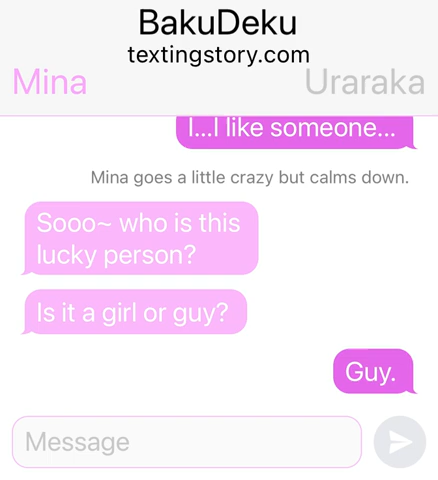 BakuDeku
textingstory.com
Mina Uraraka
I...I like someone...
Mina goes a little crazy but calms down.
Sooo~ who is this
lucky person?
Is it a girl or guy?
Guy.
Message